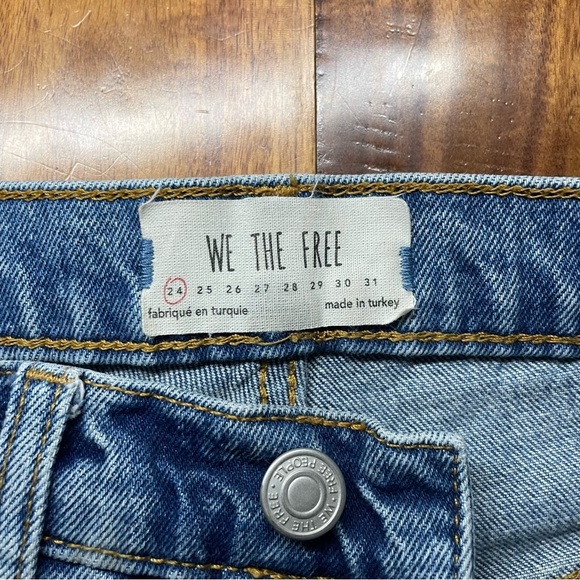 WE THE FREE
24 25 26 27 28 29 30 31
fabriqué en turquie made in turkey
WE THE FREE • FREE PEOPLE •